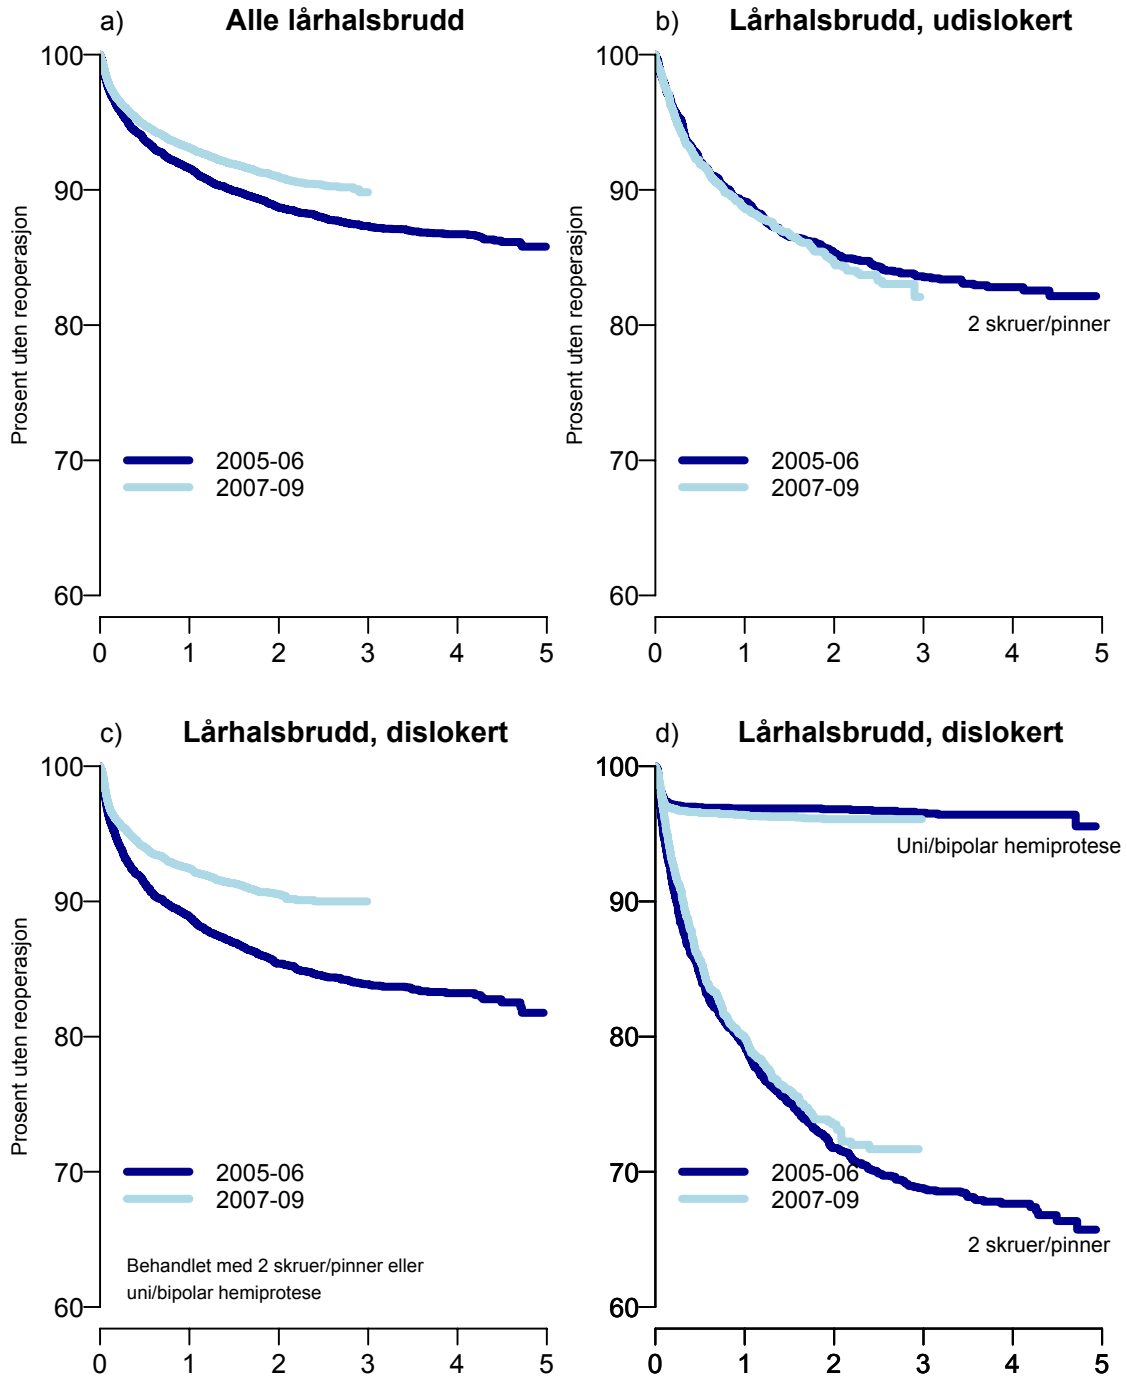 a) Alle lårhalsbrudd
100
90
80
70
60
Prosent uten reoperasjon
2005-06
2007-09
0 1 2 3 4 5
b) Lårhalsbrudd, udislokert
100
90
80
70
60
Prosent uten reoperasjon
2 skruer/pinner
2005-06
2007-09
0 1 2 3 4 5
c) Lårhalsbrudd, dislokert
100
90
80
70
60
Prosent uten reoperasjon
2005-06
2007-09
Behandlet med 2 skruer/pinner eller
uni/bipolar hemiprotese
0 1 2 3 4 5
d) Lårhalsbrudd, dislokert
100
90
80
70
60
Uni/bipolar hemiprotese
2005-06
2007-09
2 skruer/pinner
0 1 2 3 4 5